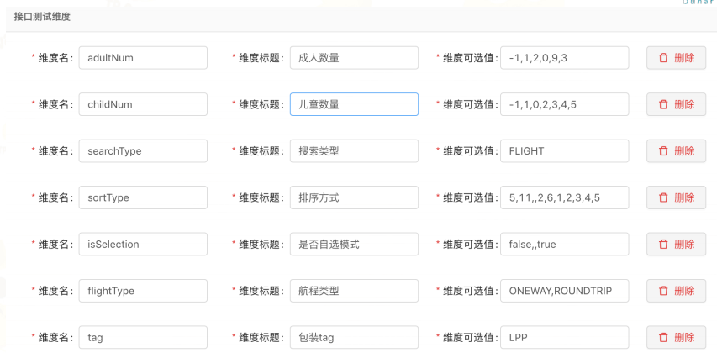 接口测试维度
* 维度名: adultNum * 维度标题: 成人数量 * 维度可选值: -1,1,2,0,9,3 删除
* 维度名: childNum * 维度标题: 儿童数量 * 维度可选值: -1,1,0,2,3,4,5 删除
* 维度名: searchType * 维度标题: 搜索类型 * 维度可选值: FLIGHT 删除
* 维度名: sortType * 维度标题: 排序方式 * 维度可选值: 5,11,,2,6,1,2,3,4,5 删除
* 维度名: isSelection * 维度标题: 是否自选模式 * 维度可选值: false,,true 删除
* 维度名: flightType * 维度标题: 航程类型 * 维度可选值: ONEWAY,ROUNDTRIP 删除
* 维度名: tag * 维度标题: 包装tag * 维度可选值: LPP 删除